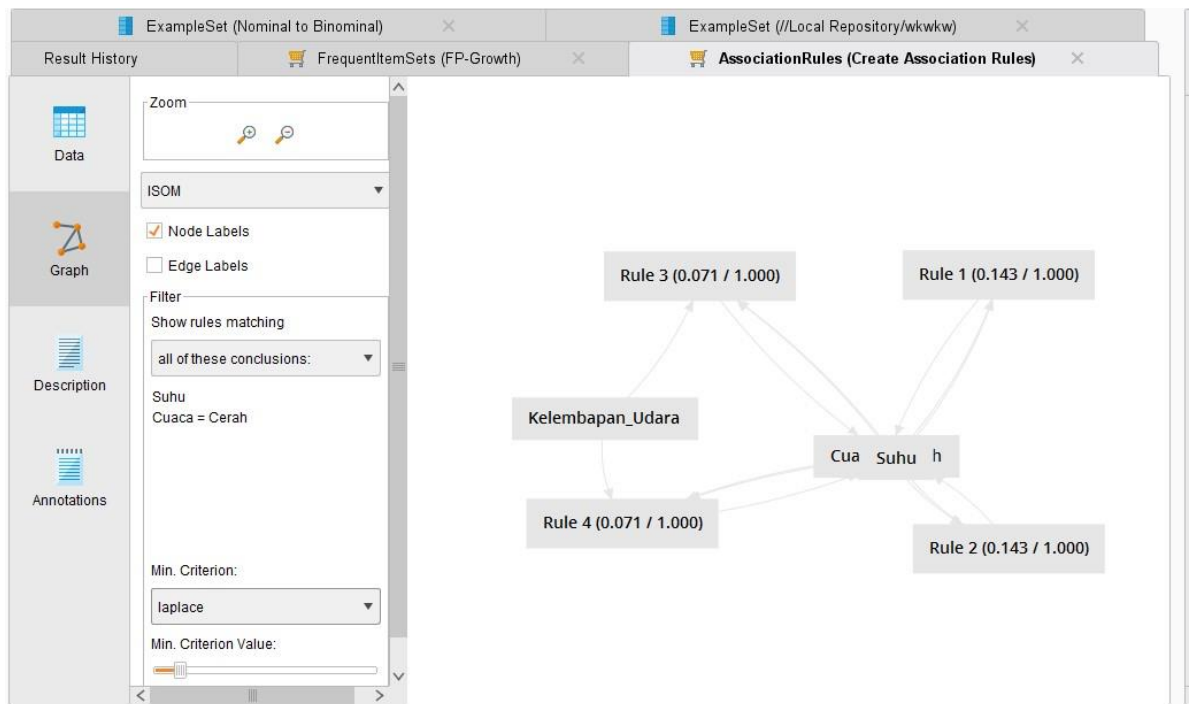 ExampleSet (Nominal to Binominal)
ExampleSet (//Local Repository/wkwkw)
Result History
FrequentItemSets (FP-Growth)
AssociationRules (Create Association Rules)
Data
Graph
Description
Annotations
Zoom
ISOM
Node Labels
Edge Labels
Filter
Show rules matching
all of these conclusions:
Suhu
Cuaca = Cerah
Min. Criterion:
laplace
Min. Criterion Value:
Rule 3 (0.071 / 1.000)
Rule 1 (0.143 / 1.000)
Kelembapan_Udara
Cua Suhu h
Rule 4 (0.071 / 1.000)
Rule 2 (0.143 / 1.000)